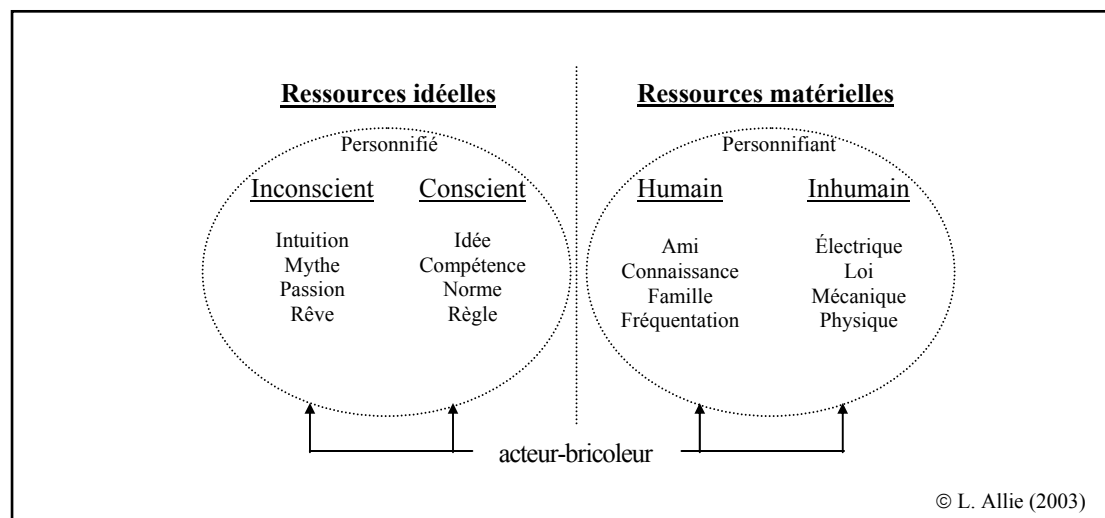 Ressources idéelles
Personnifié
Inconscient
Intuition
Mythe
Passion
Rêve
Conscient
Idée
Compétence
Norme
Règle
Ressources matérielles
Personnifiant
Humain
Ami
Connaissance
Famille
Fréquentation
Inhumain
Électrique
Loi
Mécanique
Physique
acteur-bricoleur
© L. Allie (2003)